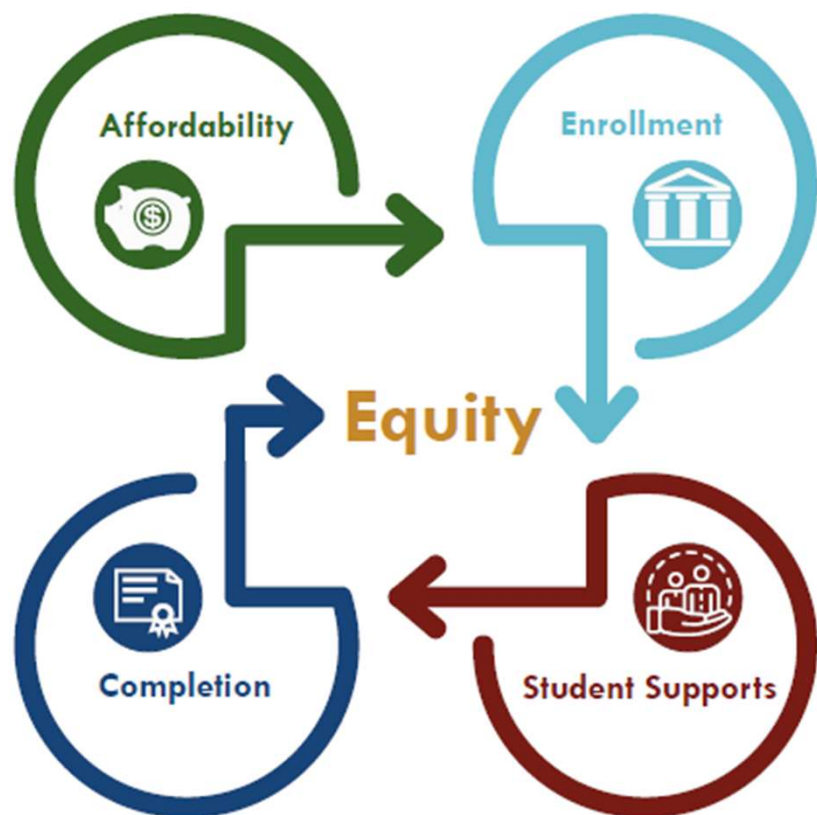 Affordability
Enrollment
$
Equity
Completion
Student Supports